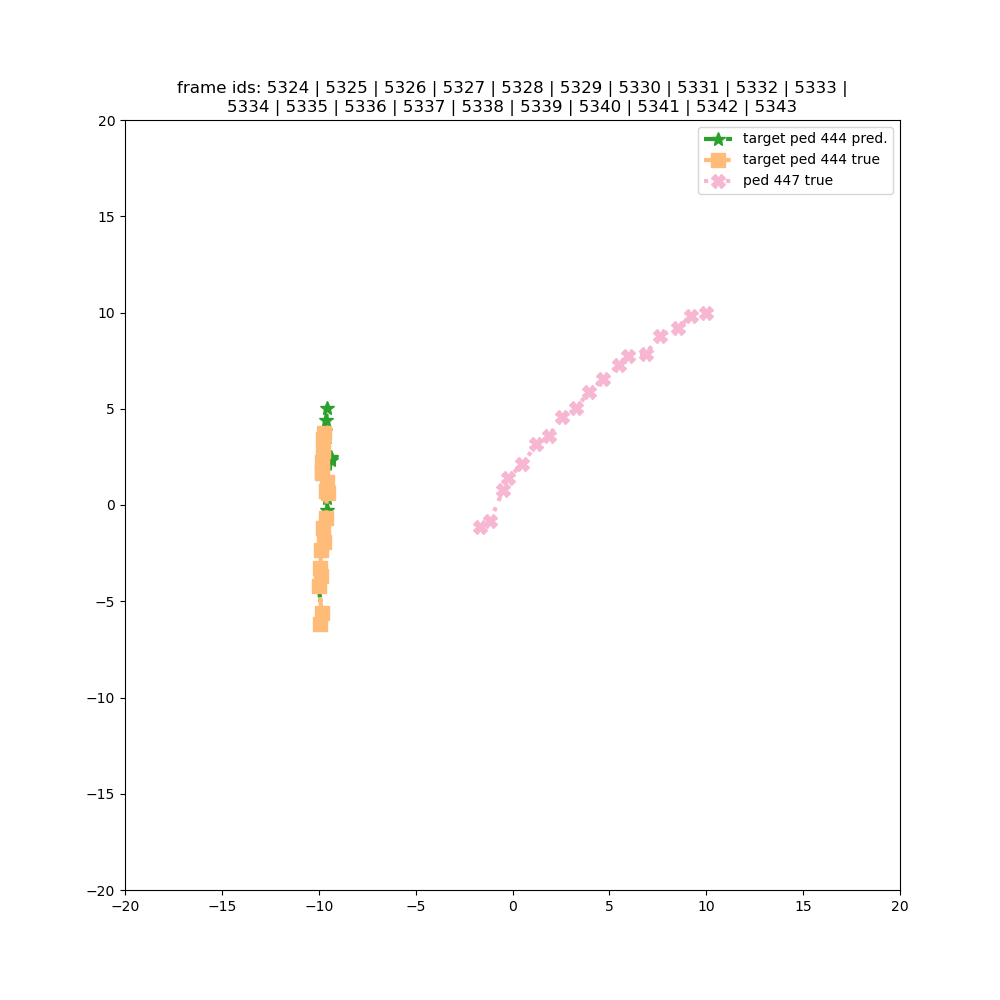 frame ids: 5324 | 5325 | 5326 | 5327 | 5328 | 5329 | 5330 | 5331 | 5332 | 5333 |
5334 | 5335 | 5336 | 5337 | 5338 | 5339 | 5340 | 5341 | 5342 | 5343
target ped 444 pred.
target ped 444 true
ped 447 true
20
15
10
5
0
−5
−10
−15
−20
−20 −15 −10 −5 0 5 10 15 20